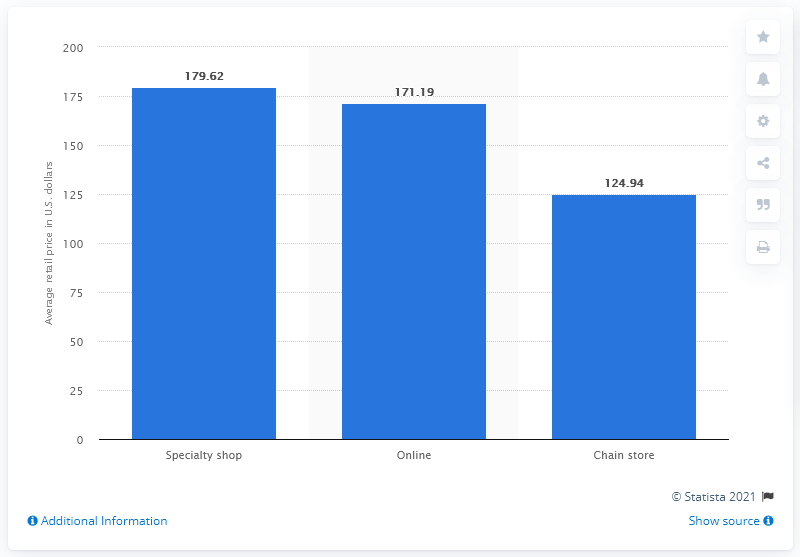 200
175
150
125
100
75
50
25
0
Average retail price in U.S. dollars
179.62
171.19
124.94
Specialty shop
Online
Chain store
© Statista 2021
Additional Information
Show source